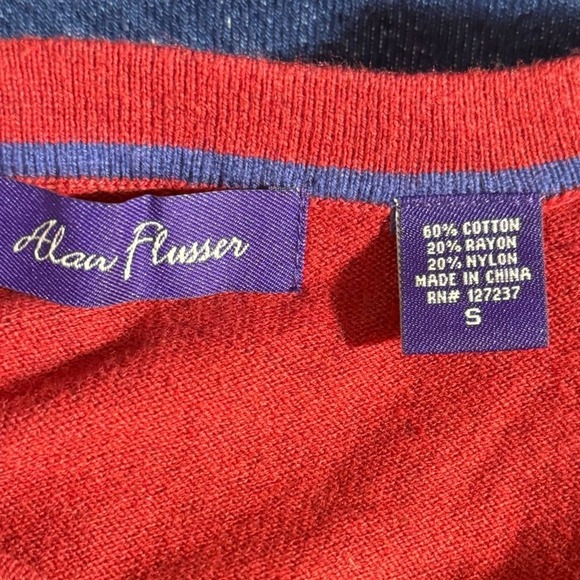 Alan Flusser
60% COTTON
20% RAYON
20% NYLON
MADE IN CHINA
RN# 127237
S